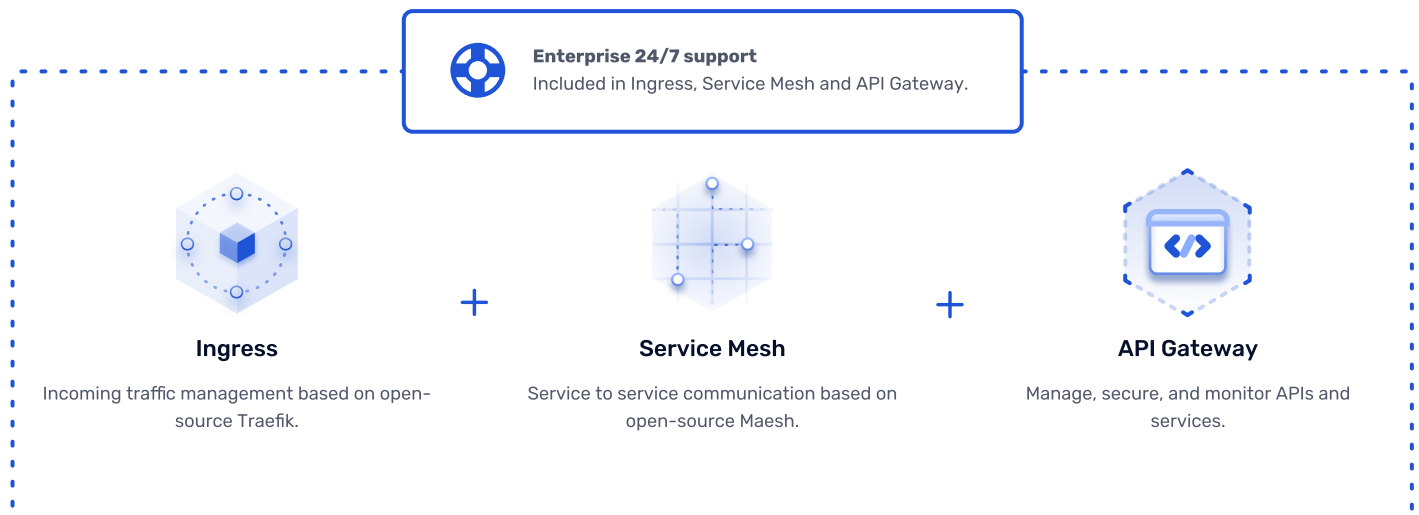 Enterprise 24/7 support
Included in Ingress, Service Mesh and API Gateway.
Ingress
Incoming traffic management based on open-
source Traefik.
Service Mesh
Service to service communication based on
open-source Maesh.
API Gateway
Manage, secure, and monitor APIs and
services.